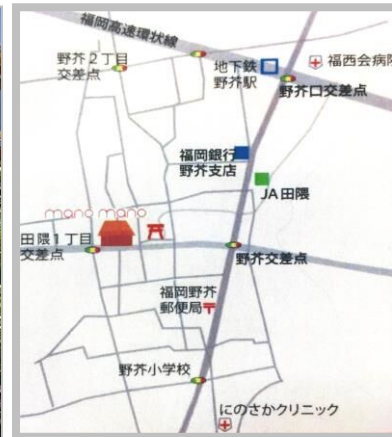 福岡高速環状線
野芥2丁目
交差点
地下鉄
野芥駅
福西会病院
野芥口交差点
福岡銀行
野芥支店
JA田隈
mano mano
田隈1丁目
交差点
野芥交差点
福岡野芥
郵便局
野芥小学校
にのさかクリニック